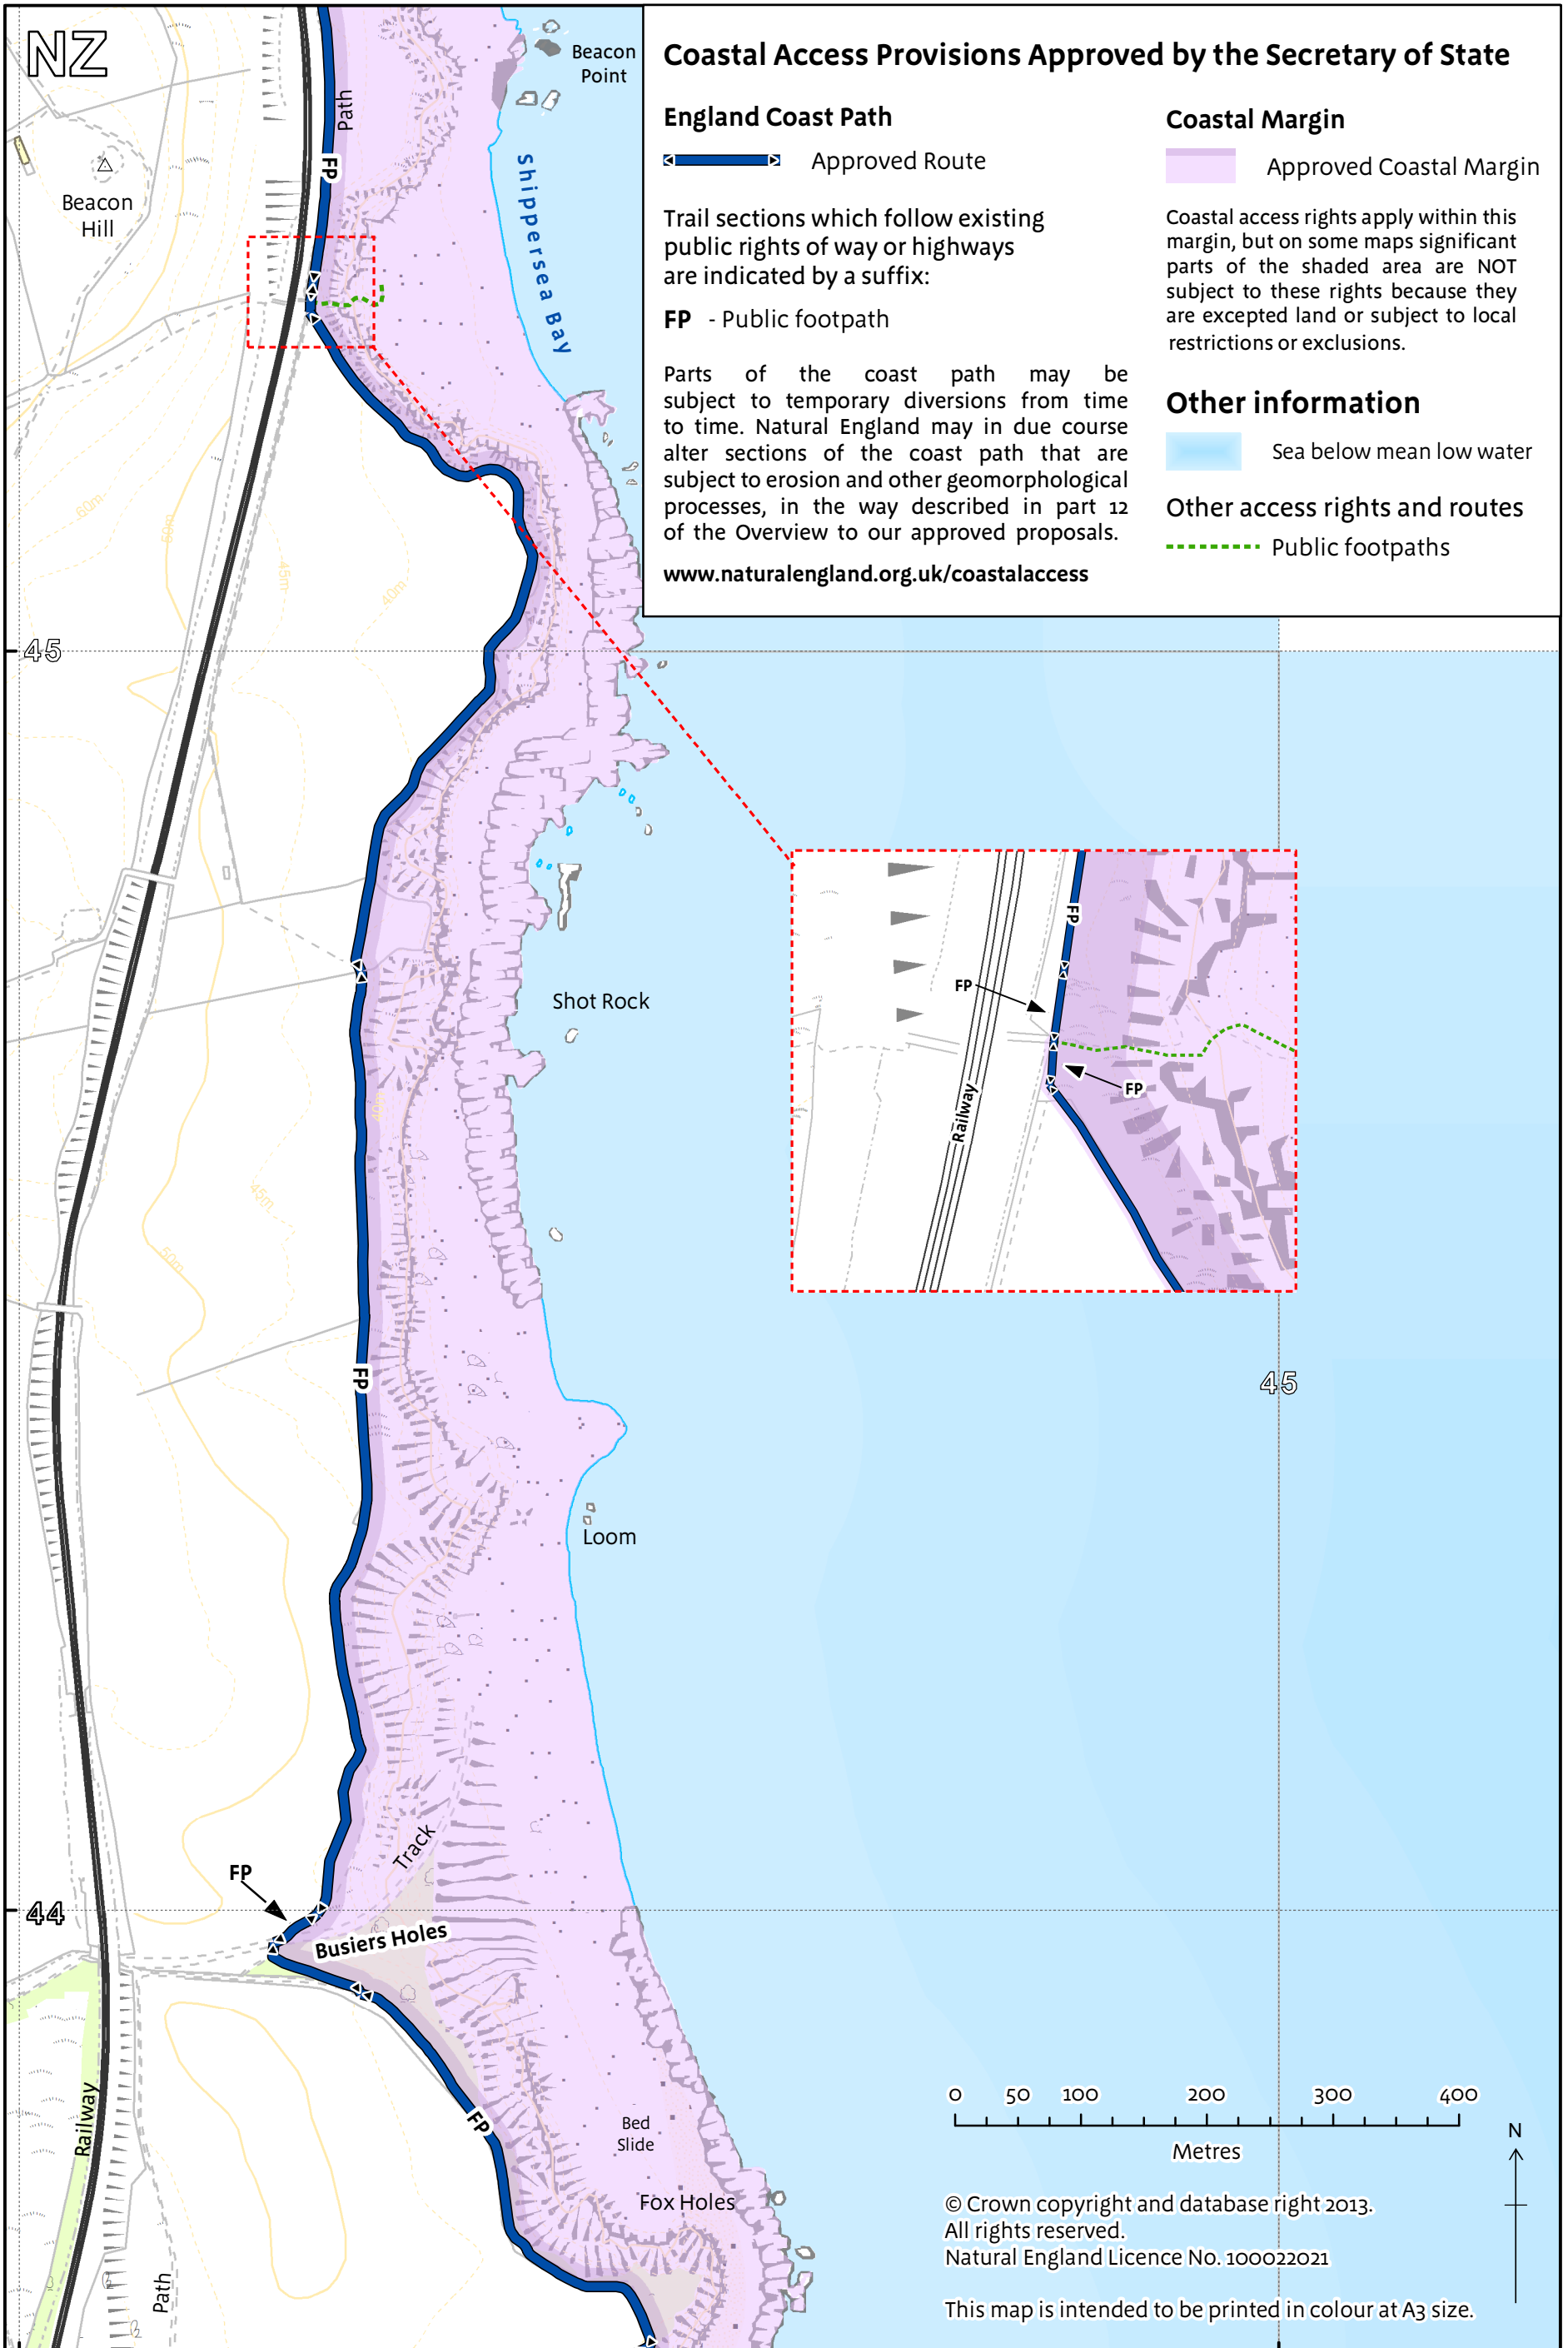 NZ
Beacon
Point
Path
FP
Beacon
Hill
Shippersea Bay
Coastal Access Provisions Approved by the Secretary of State
England Coast Path
Approved Route
Trail sections which follow existing
public rights of way or highways
are indicated by a suffix:
FP - Public footpath
Parts of the coast path may be
subject to temporary diversions from time
to time. Natural England may in due course
alter sections of the coast path that are
subject to erosion and other geomorphological
processes, in the way described in part 12
of the Overview to our approved proposals.
www.naturalengland.org.uk/coastalaccess
Coastal Margin
Approved Coastal Margin
Coastal access rights apply within this
margin, but on some maps significant
parts of the shaded area are NOT
subject to these rights because they
are excepted land or subject to local
restrictions or exclusions.
Other information
Sea below mean low water
Other access rights and routes
Public footpaths
60m
50m
45m
40m
45
FP
FP
FP
Railway
Shot Rock
40m
45m
50m
FP
45
Loom
Track
FP
44
Busiers Holes
FP
Railway
Path
Bed
Slide
Fox Holes
0 50 100 200 300 400
Metres
N
© Crown copyright and database right 2013.
All rights reserved.
Natural England Licence No. 100022021
This map is intended to be printed in colour at A3 size.